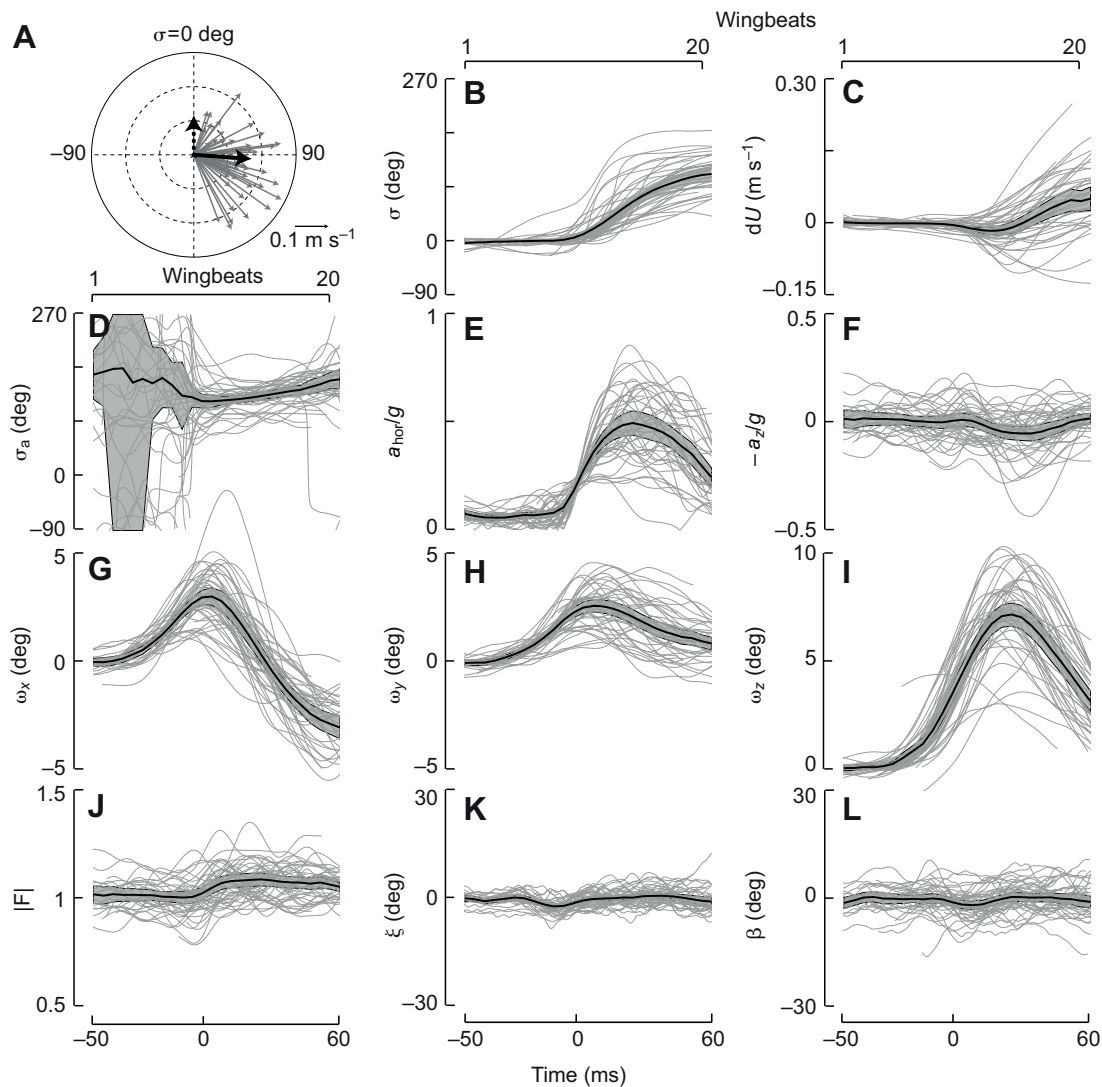 Wingbeats
1 20
1 20
A
σ=0 deg
–90
90
0.1 m s–1
B
270
0
–90
σ (deg)
C
0.30
0
–0.15
dU (m s–1)
Wingbeats
1 20
D
270
0
–90
σa (deg)
E
1
0
ahor/g
F
0.5
0
–0.5
–az/g
G
5
0
–5
ωx (deg)
H
5
0
–5
ωy (deg)
I
10
5
0
ωz (deg)
J
1.5
1
0.5
|F|
K
30
0
–30
ξ (deg)
L
30
0
–30
β (deg)
–50 0 60
–50 0 60
–50 0 60
Time (ms)